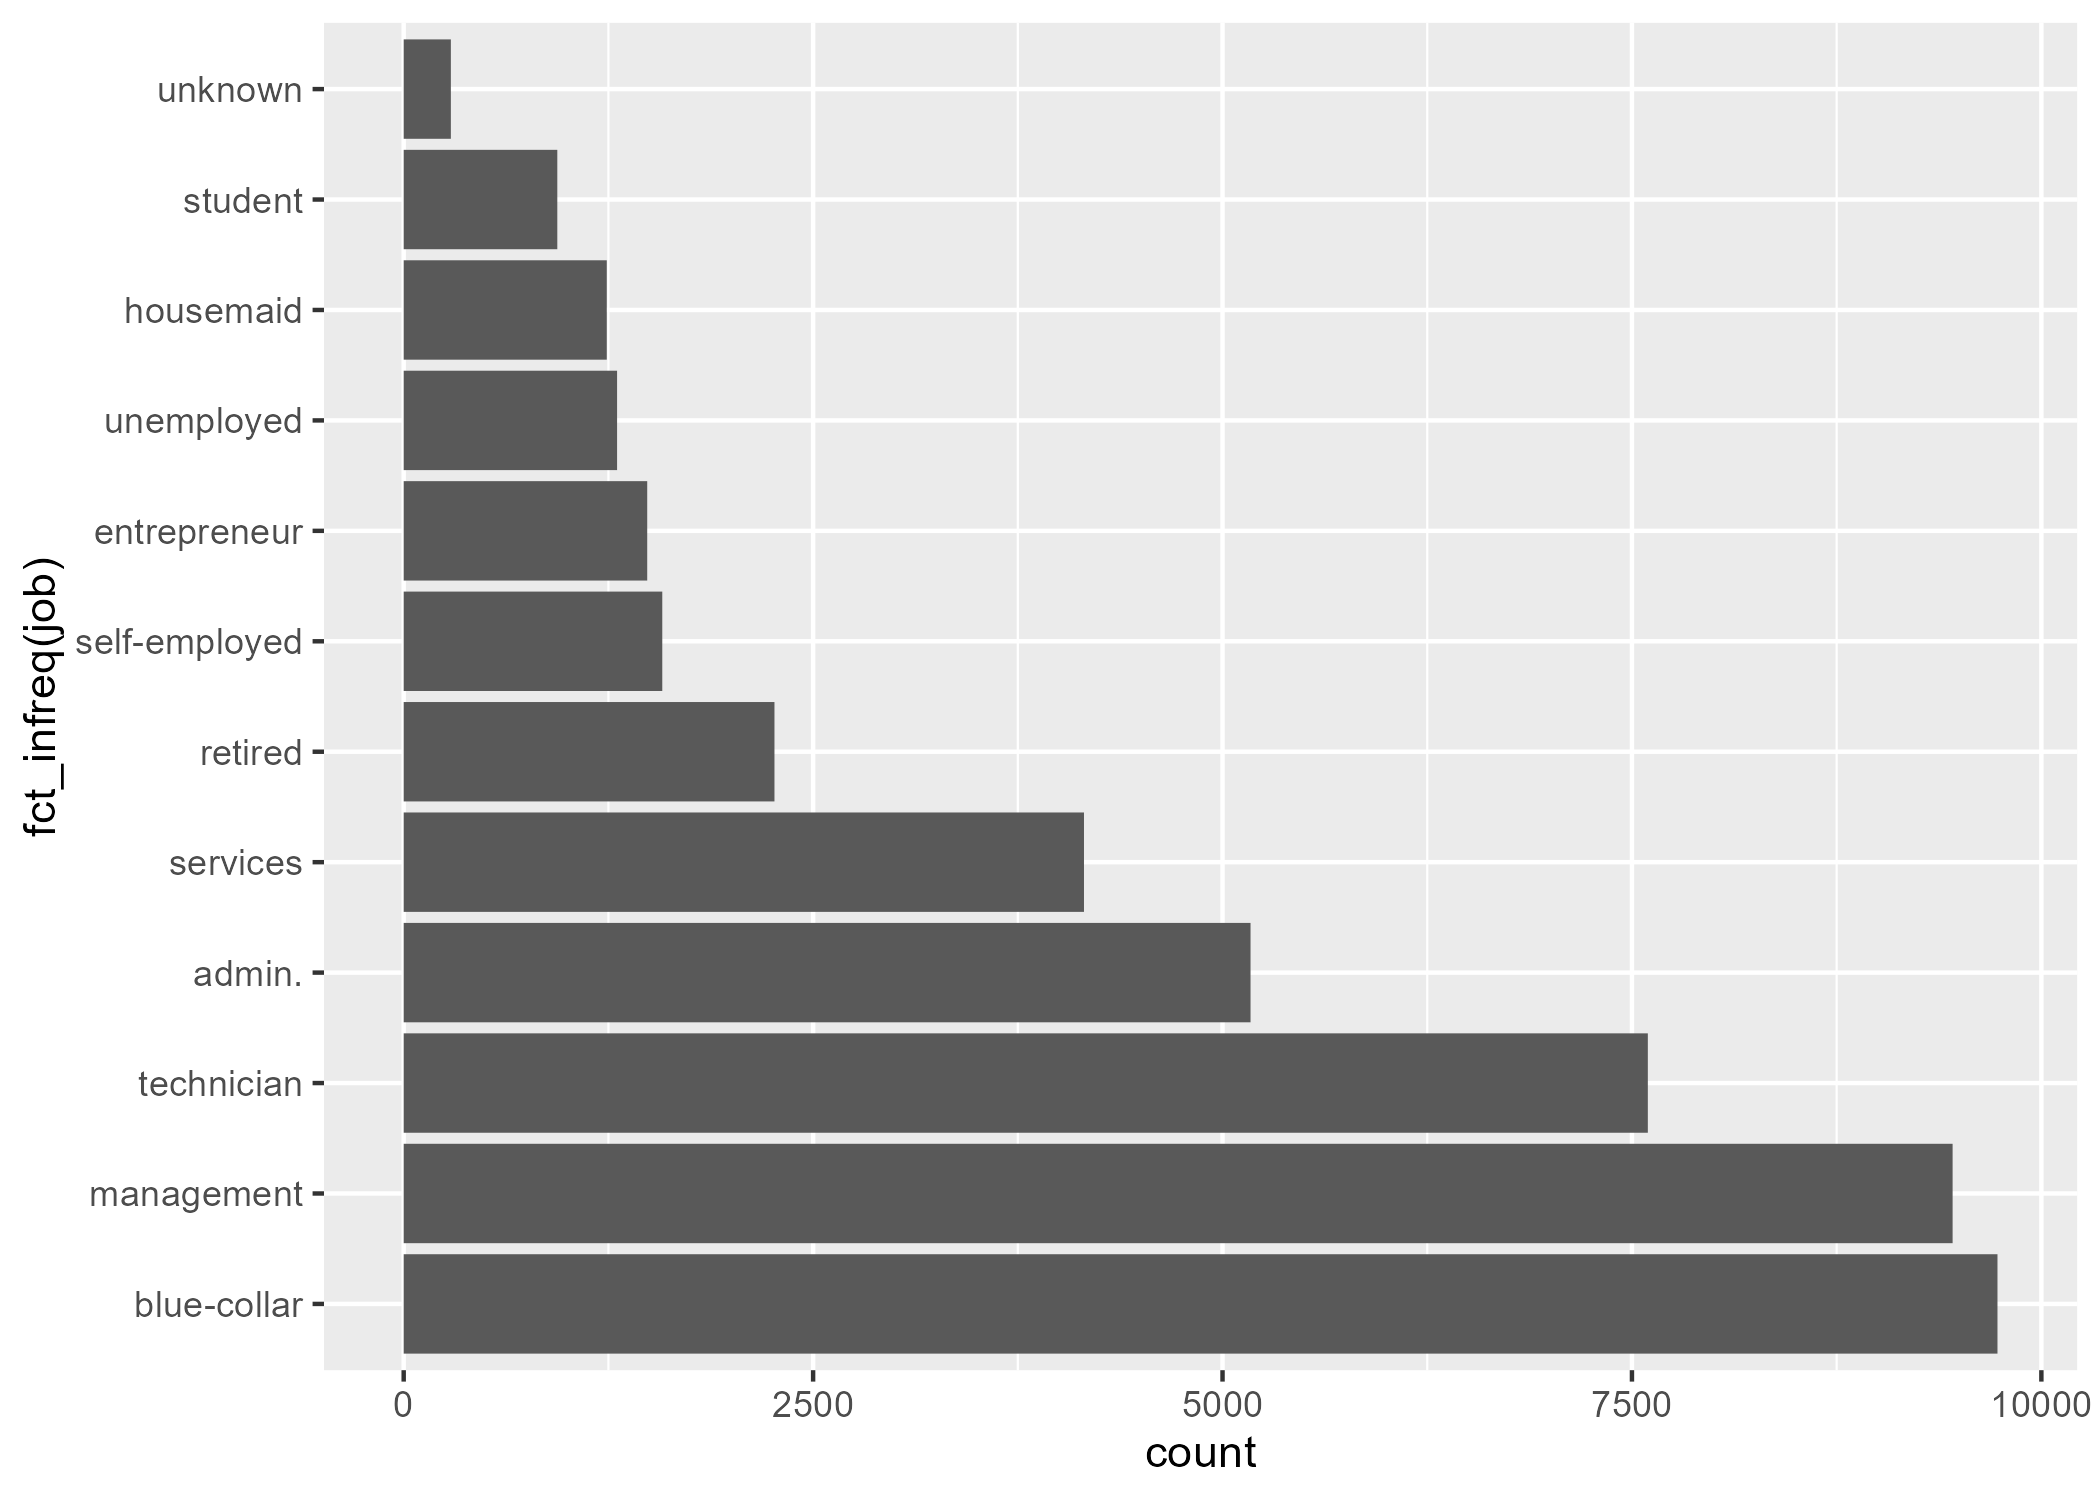 fct_infreq(job)
unknown
student
housemaid
unemployed
entrepreneur
self-employed
retired
services
admin.
technician
management
blue-collar
0 2500 5000 7500 10000
count